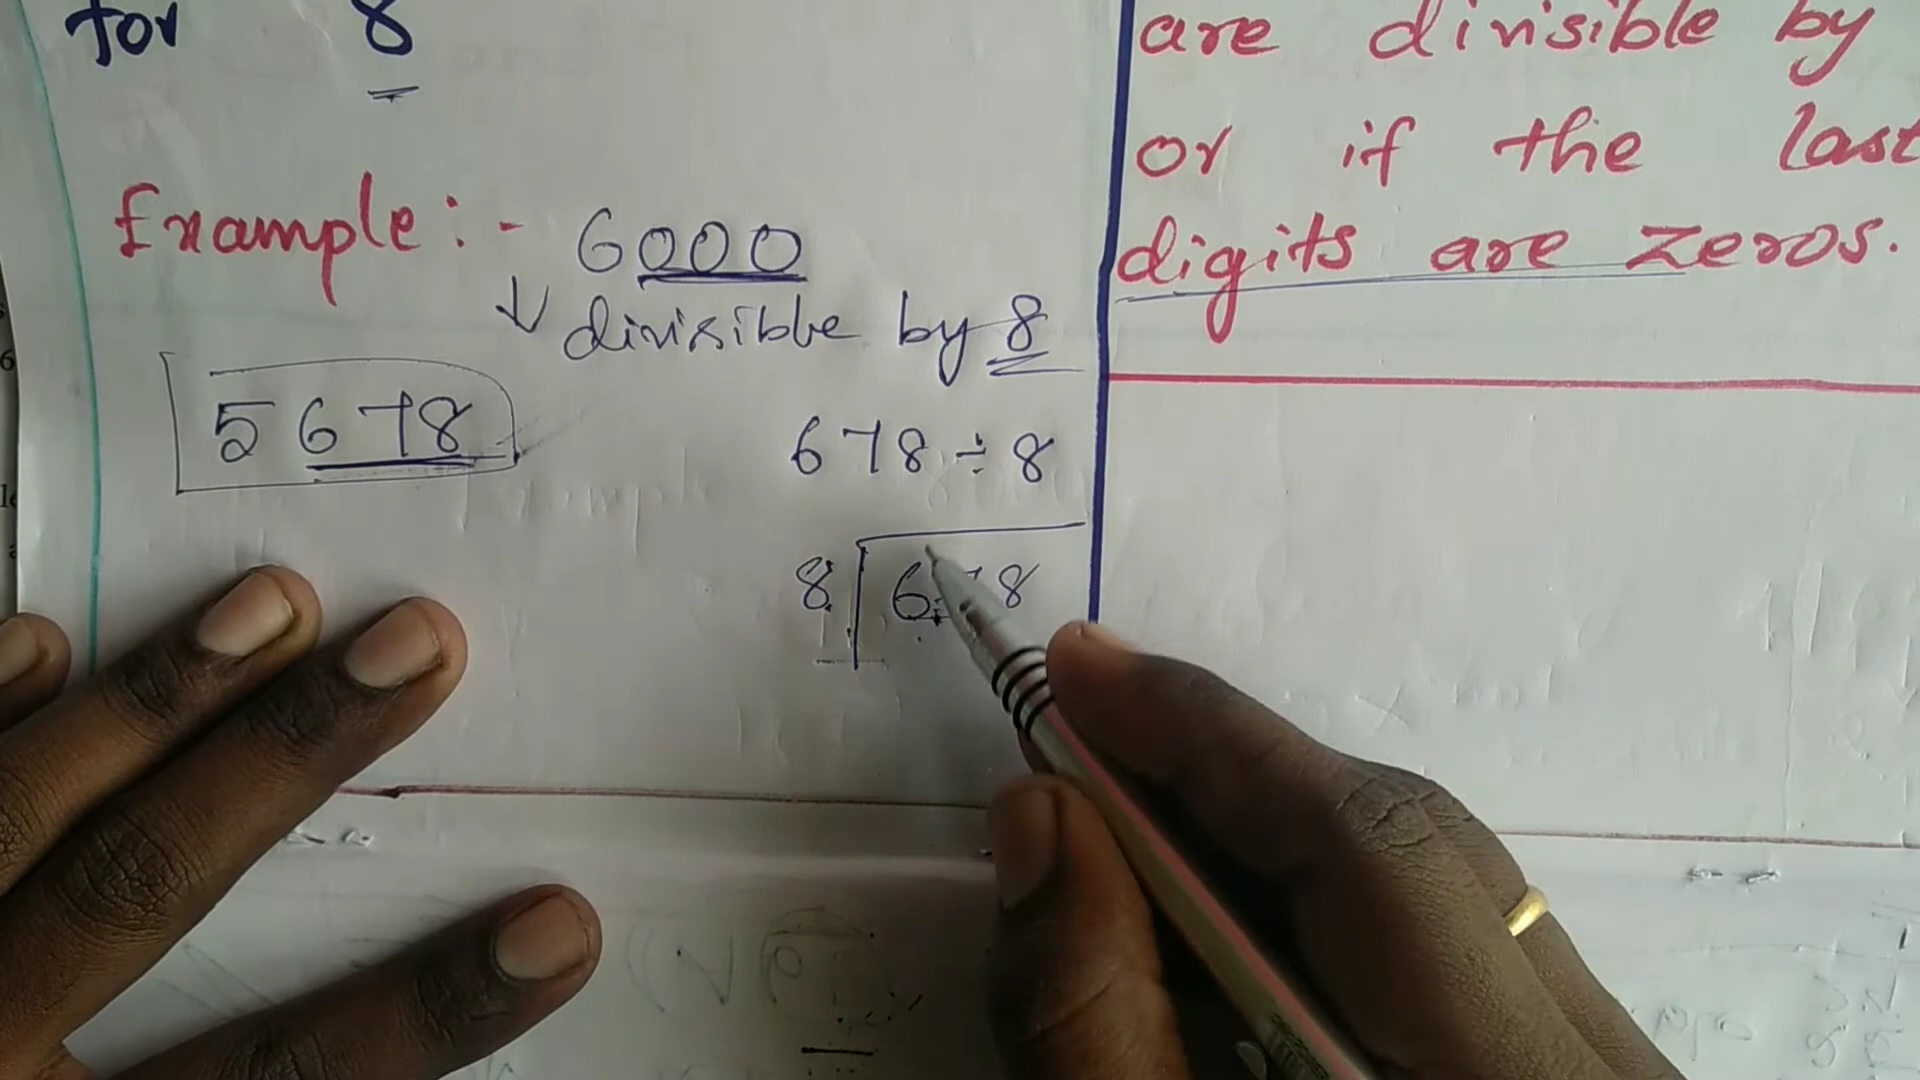 for 8
Example:- 6000
↓ divisible by 8
5678
678÷8
8 678
are divisible by
or if the last
digits are zeros.